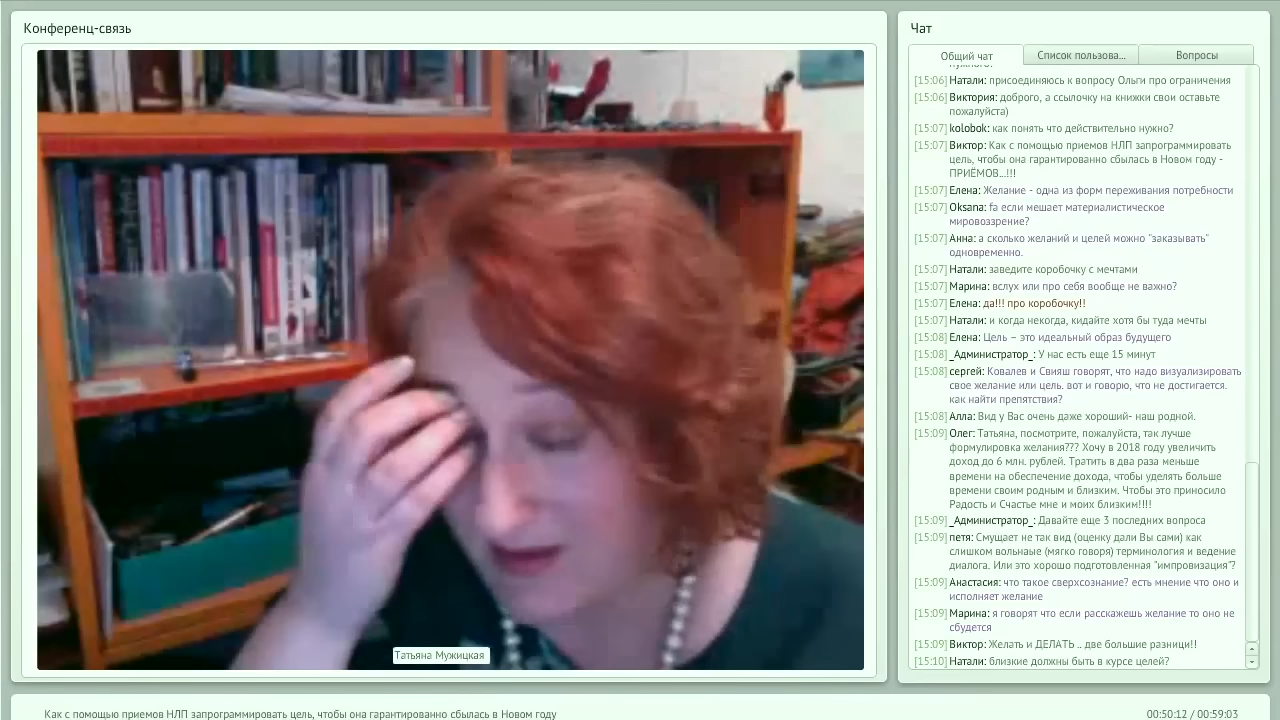 Конференц-связь
Татьяна Мужицкая
Чат
Общий чат
Список пользова...
Вопросы
[15:06] Натали: присоединяюсь к вопросу Ольги про ограничения
[15:06] Виктория: доброго, а ссылочку на книжки свои оставьте
пожалуйста)
[15:07] kolobok: как понять что действительно нужно?
[15:07] Виктор: Как с помощью приемов НЛП запрограммировать
цель, чтобы она гарантированно сбылась в Новом году -
ПРИЁМОВ...!!!
[15:07] Елена: Желание - одна из форм переживания потребности
[15:07] Oksana: fа если мешает материалистическое
мировоззрение?
[15:07] Анна: а сколько желаний и целей можно "заказывать"
одновременно.
[15:07] Натали: заведите коробочку с мечтами
[15:07] Марина: вслух или про себя вообще не важно?
[15:07] Елена: да!!! про коробочку!!
[15:07] Натали: и когда некогда, кидайте хотя бы туда мечты
[15:08] Елена: Цель – это идеальный образ будущего
[15:08] _Администратор_: У нас есть еще 15 минут
[15:08] сергей: Ковалев и Свияш говорят, что надо визуализировать
свое желание или цель. вот и говорю, что не достигается.
как найти препятствия?
[15:08] Алла: Вид у Вас очень даже хороший- наш родной.
[15:09] Олег: Татьяна, посмотрите, пожалуйста, так лучше
формулировка желания??? Хочу в 2018 году увеличить
доход до 6 млн. рублей. Тратить в два раза меньше
времени на обеспечение дохода, чтобы уделять больше
времени своим родным и близким. Чтобы это приносило
Радость и Счастье мне и моих близким!!!!
[15:09] _Администратор_: Давайте еще 3 последних вопроса
[15:09] петя: Смущает не так вид (оценку дали Вы сами) как
слишком вольнаые (мягко говоря) терминология и ведение
диалога. Или это хорошо подготовленная "импровизация"?
[15:09] Анастасия: что такое сверхсознание? есть мнение что оно и
исполняет желание
[15:09] Марина: я говорят что если расскажешь желание то оно не
сбудется
[15:09] Виктор: Желать и ДЕЛАТЬ .. две большие разници!!
[15:10] Натали: близкие должны быть в курсе целей?
Как с помощью приемов НЛП запрограммировать цель, чтобы она гарантированно сбылась в Новом году
00:50:12 / 00:59:03